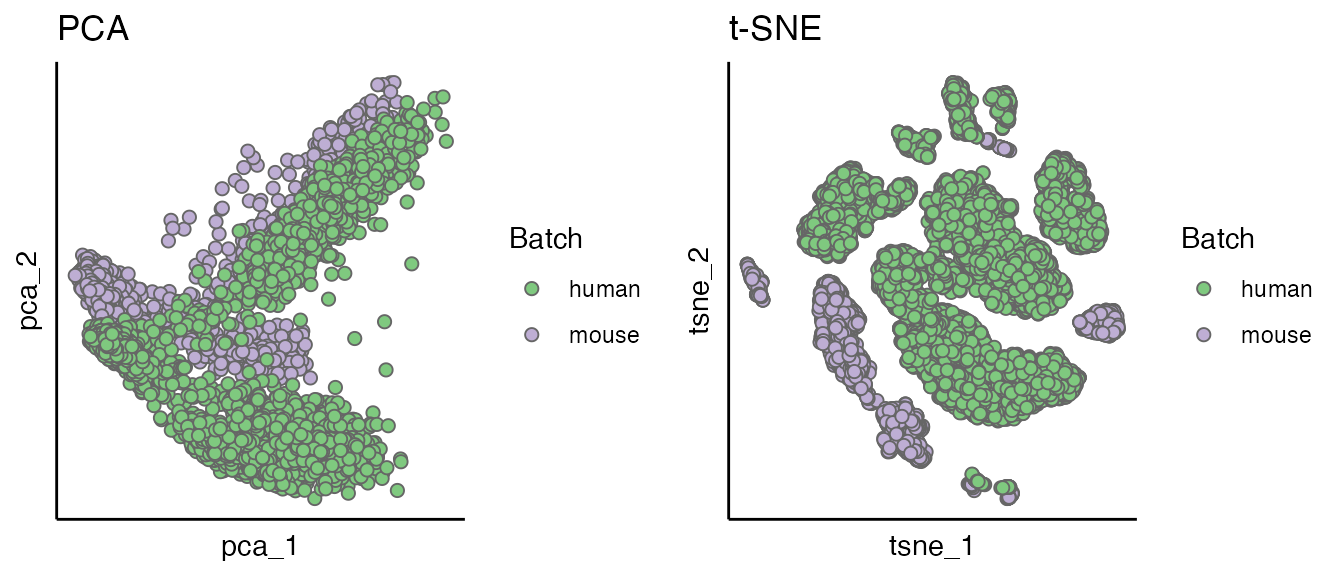 PCA
pca_2
pca_1
Batch
human
mouse
t-SNE
tsne_2
tsne_1
Batch
human
mouse